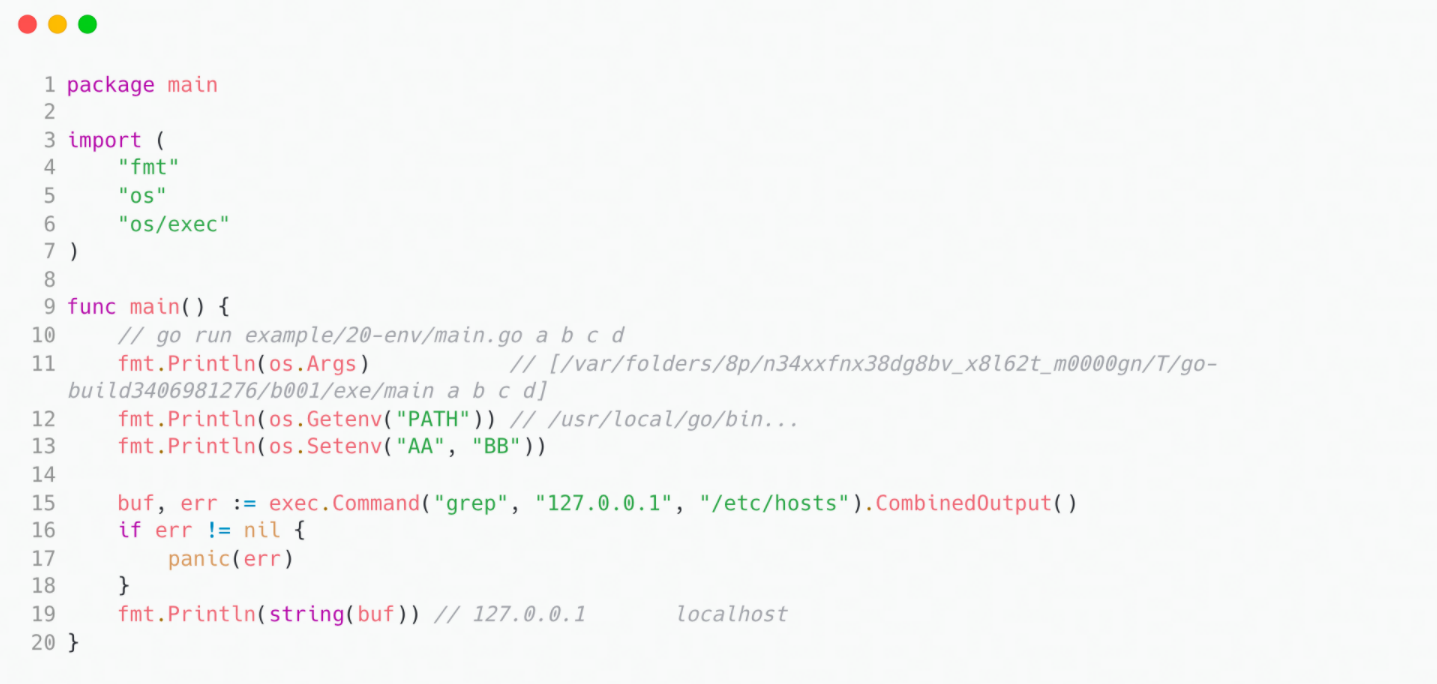 1 package main
2
3 import (
4     "fmt"
5     "os"
6     "os/exec"
7 )
8
9 func main() {
10     // go run example/20-env/main.go a b c d
11     fmt.Println(os.Args)           // [/var/folders/8p/n34xxfnx38dg8bv_x8l62t_m0000gn/T/go-
build3406981276/b001/exe/main a b c d]
12     fmt.Println(os.Getenv("PATH")) // /usr/local/go/bin...
13     fmt.Println(os.Setenv("AA", "BB"))
14
15     buf, err := exec.Command("grep", "127.0.0.1", "/etc/hosts").CombinedOutput()
16     if err != nil {
17         panic(err)
18     }
19     fmt.Println(string(buf)) // 127.0.0.1       localhost
20 }